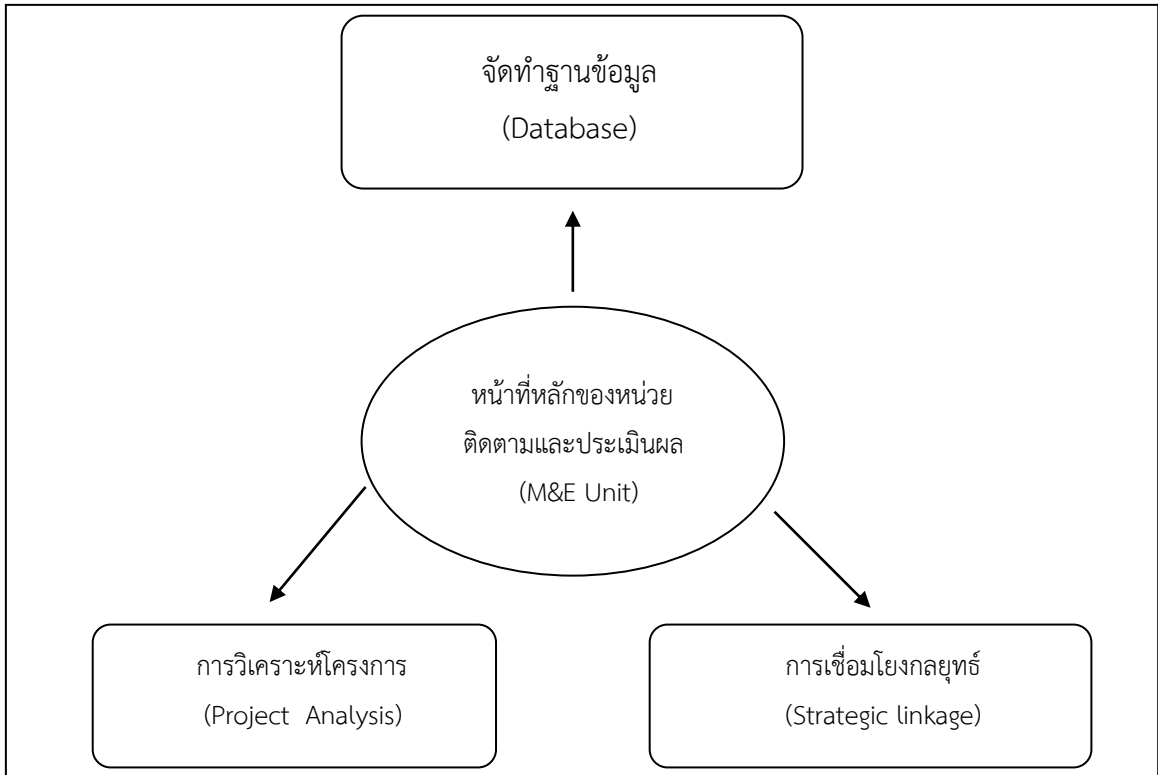 จัดทำฐานข้อมูล
(Database)
หน้าที่หลักของหน่วย
ติดตามและประเมินผล
(M&E Unit)
การวิเคราะห์โครงการ
(Project Analysis)
การเชื่อมโยงกลยุทธ์
(Strategic linkage)